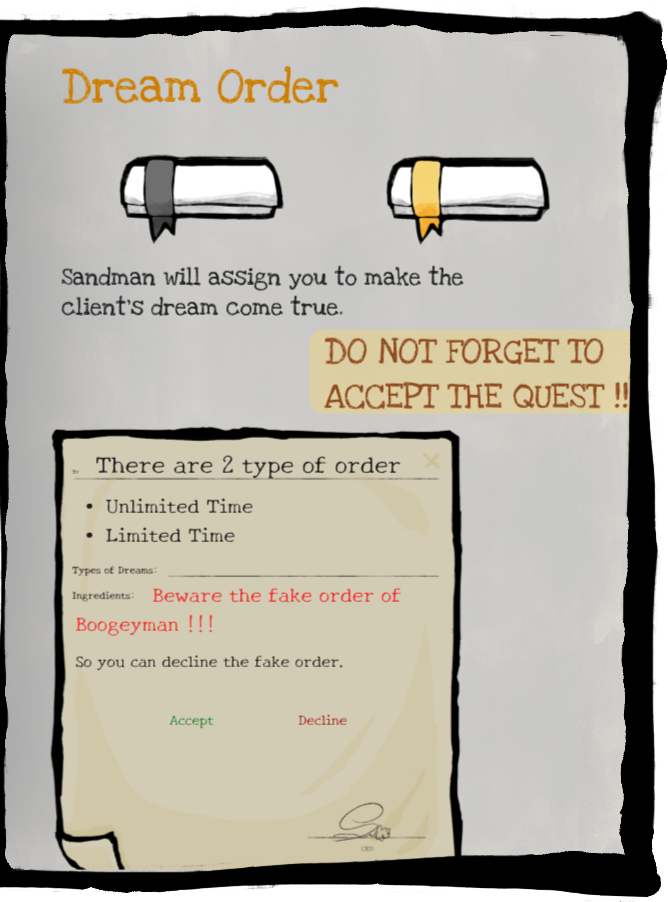 Dream Order
Sandman will assign you to make the
client's dream come true.
DO NOT FORGET TO
ACCEPT THE QUEST !!
To There are 2 type of order
• Unlimited Time
• Limited Time
Types of Dreams:
Ingredients: Beware the fake order of
Boogeyman !!!
So you can decline the fake order.
Accept Decline